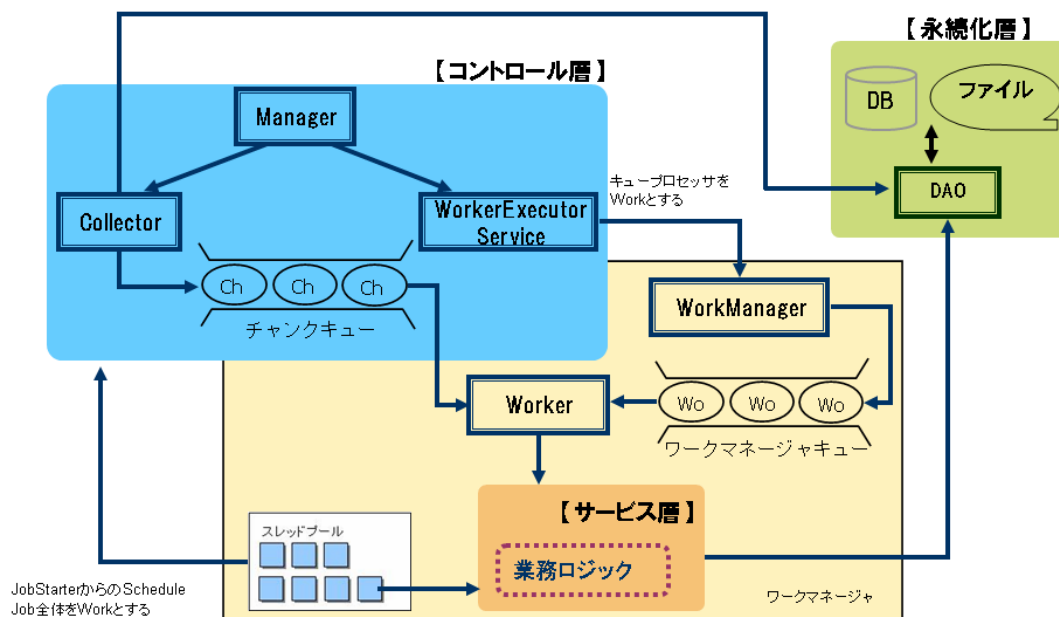 【永続化層】
【コントロール層】
DB
ファイル
Manager
キュープロセッサを
Workとする
DAO
Collector
WorkerExecutor
Service
Ch
Ch
Ch
チャンクキュー
WorkManager
Worker
Wo
Wo
Wo
ワークマネージャキュー
【サービス層】
スレッドプール
業務ロジック
JobStarterからのSchedule
Job全体をWorkとする
ワークマネージャ